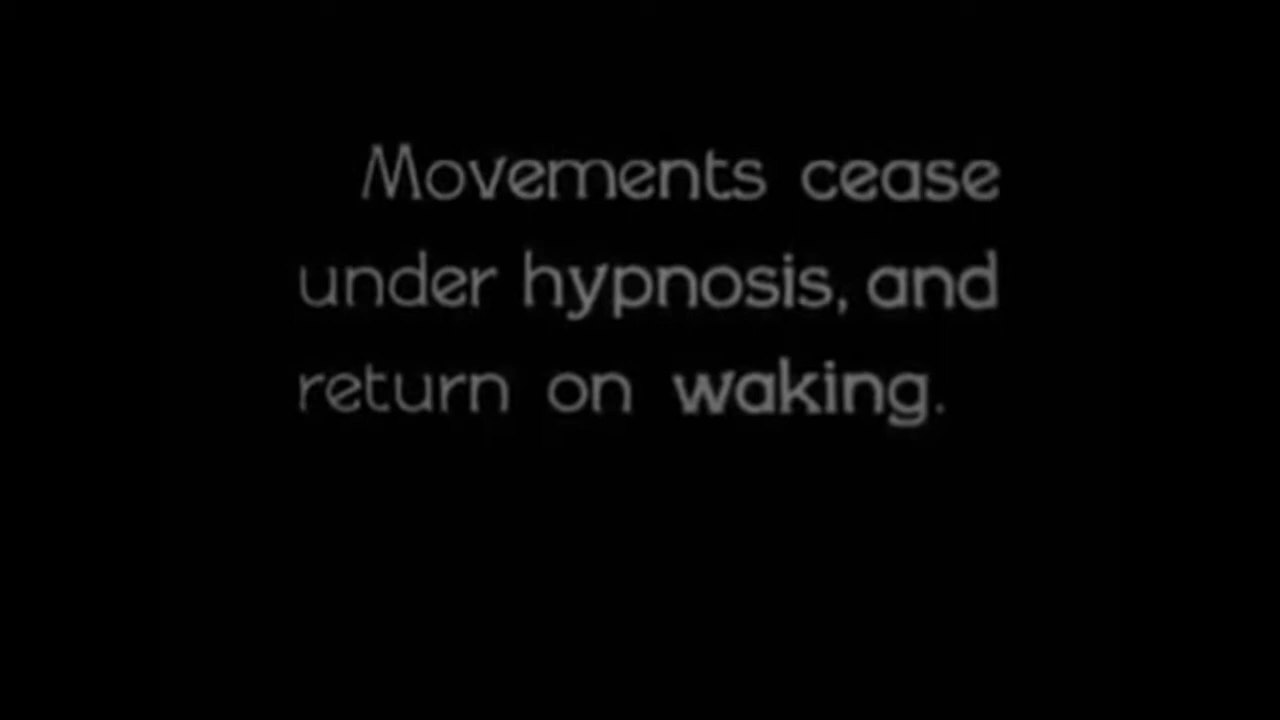 Movements cease
under hypnosis, and
return on waking.